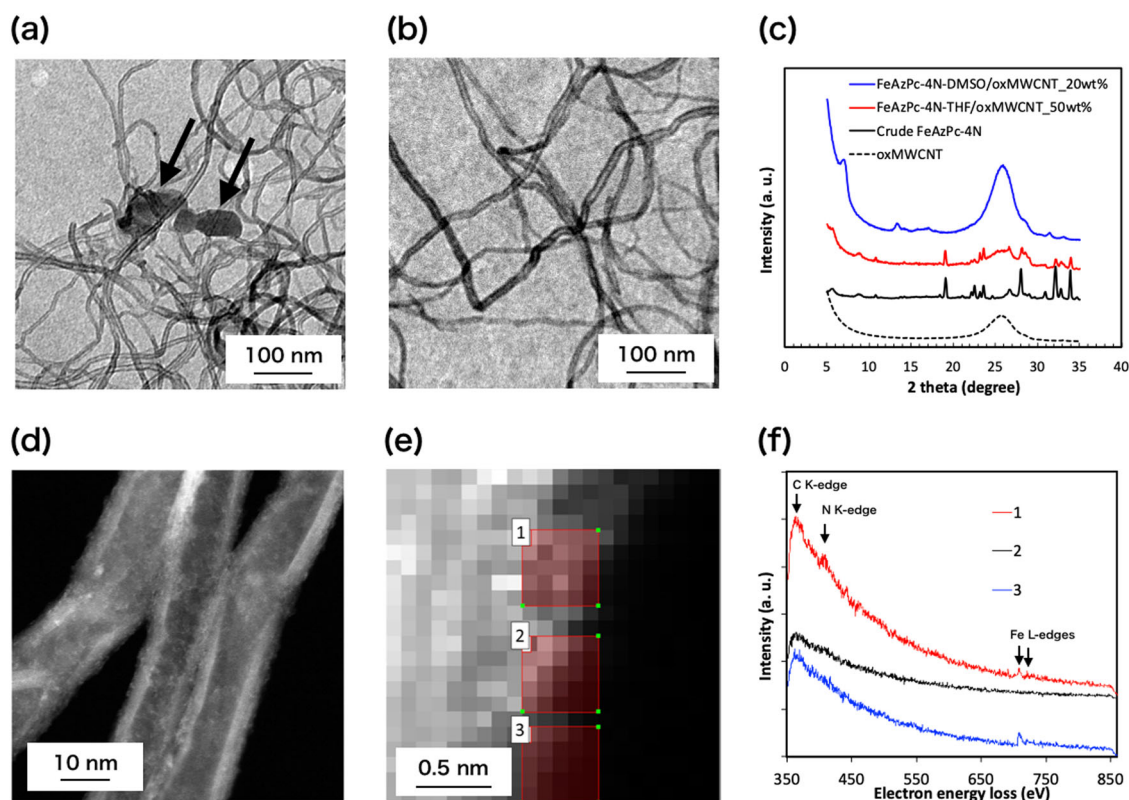 (a)
(b)
(c)
100 nm
100 nm
FeAzPc-4N-DMSO/oxMWCNT_20wt%
FeAzPc-4N-THF/oxMWCNT_50wt%
Crude FeAzPc-4N
oxMWCNT
Intensity (a. u.)
0 5 10 15 20 25 30 35 40
2 theta (degree)
(d)
(e)
(f)
10 nm
1
2
3
0.5 nm
C K-edge
N K-edge
Fe L-edges
1
2
3
Intensity (a. u.)
350 450 550 650 750 850
Electron energy loss (eV)